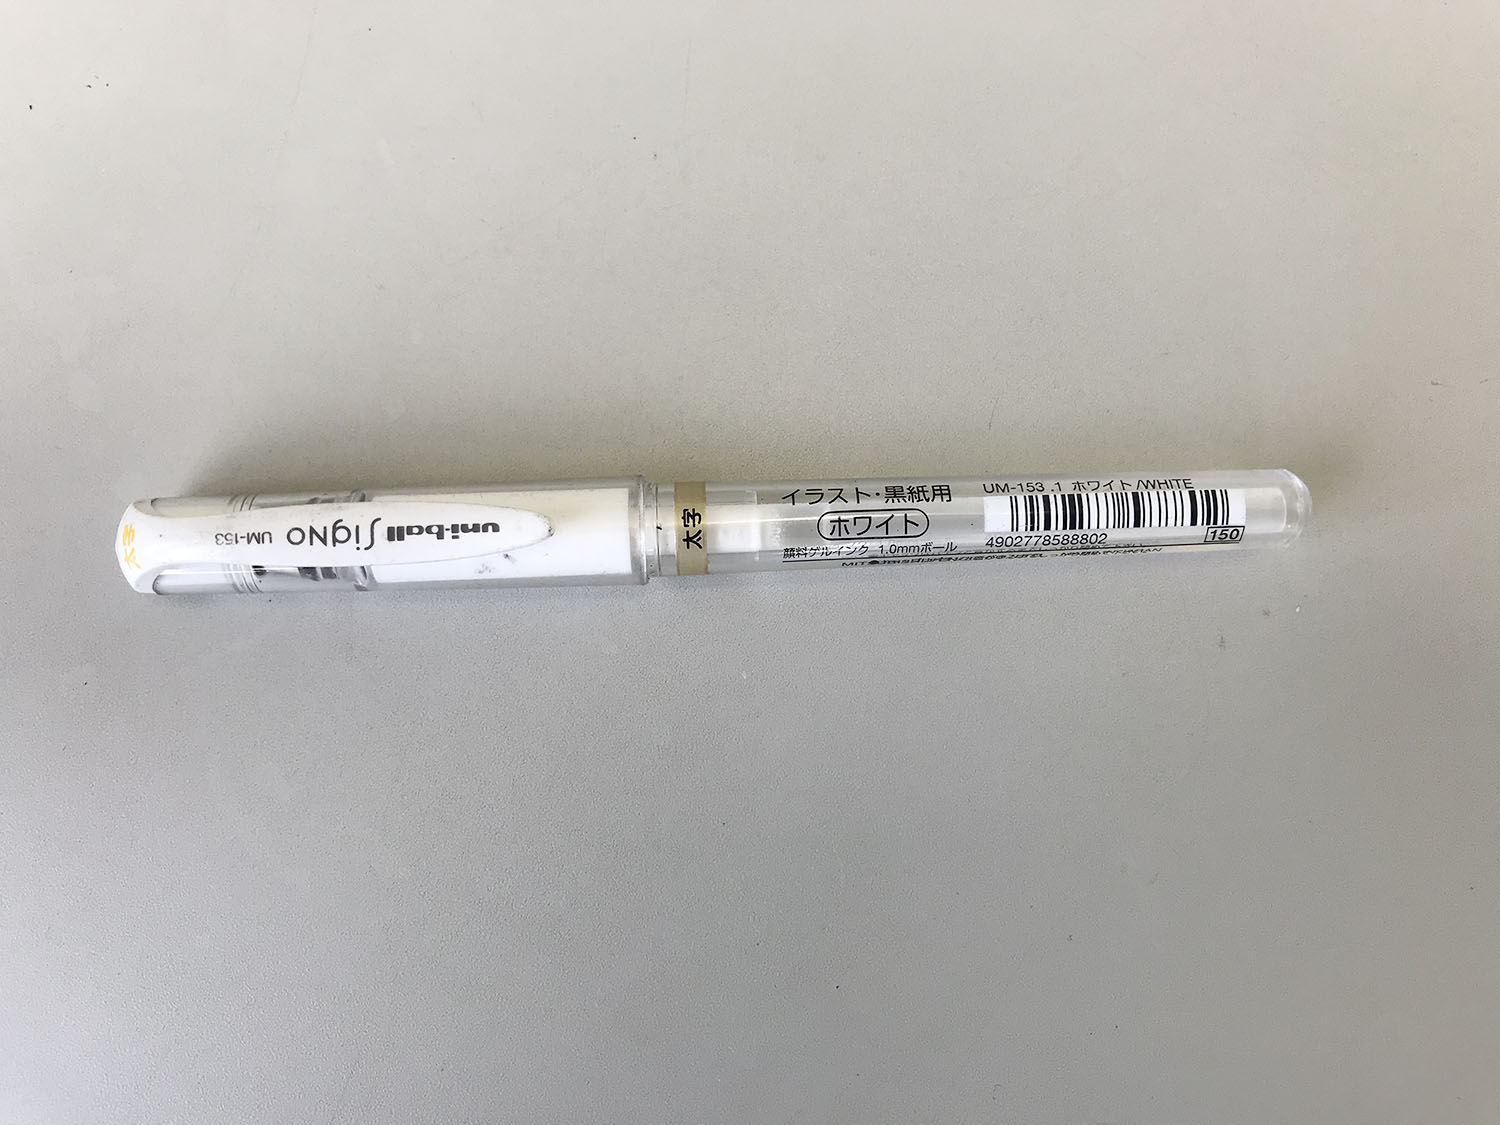 太字
uni-ball Signo UM-153
太字
イラスト・黒紙用
ホワイト
顔料ゲルインク 1.0mmボール
UM-153 .1 ホワイト/WHITE
4902778588802
150